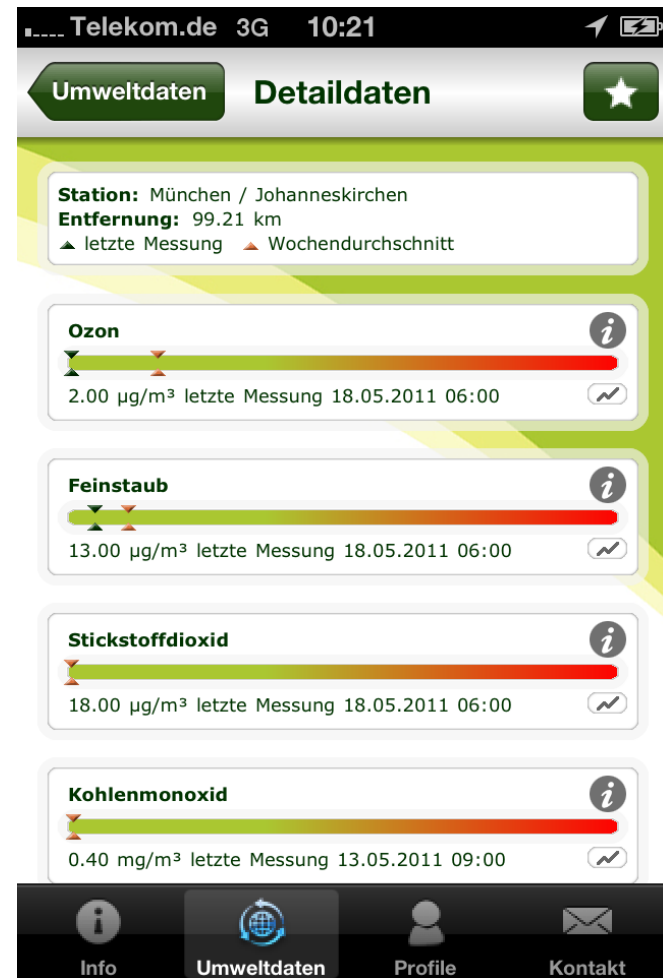 Telekom.de 3G 10:21
Umweltdaten
Detaildaten
Station: München / Johanneskirchen
Entfernung: 99.21 km
letzte Messung Wochendurchschnitt
Ozon
2.00 µg/m³ letzte Messung 18.05.2011 06:00
Feinstaub
13.00 µg/m³ letzte Messung 18.05.2011 06:00
Stickstoffdioxid
18.00 µg/m³ letzte Messung 18.05.2011 06:00
Kohlenmonoxid
0.40 mg/m³ letzte Messung 13.05.2011 09:00
Info Umweltdaten Profile Kontakt